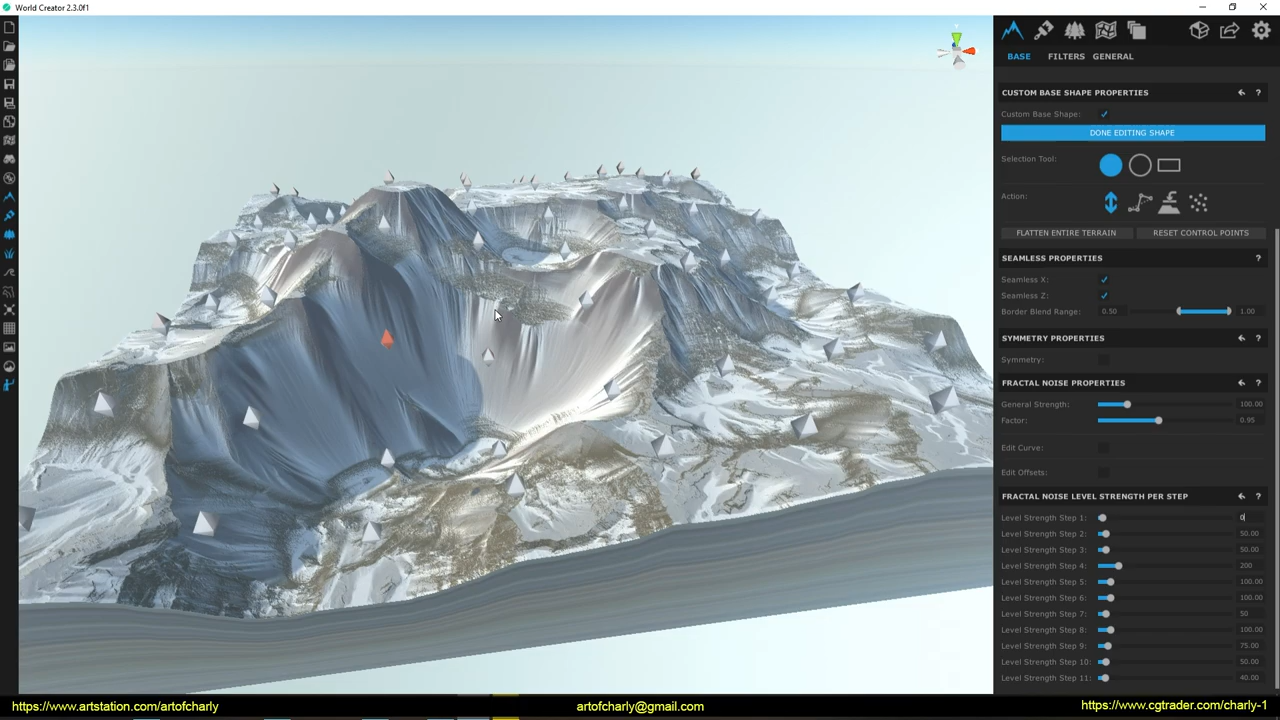 World Creator 2.3.0f1
BASE FILTERS GENERAL
CUSTOM BASE SHAPE PROPERTIES ?
Custom Base Shape:
DONE EDITING SHAPE
Selection Tool:
Action:
FLATTEN ENTIRE TERRAIN RESET CONTROL POINTS
SEAMLESS PROPERTIES ?
Seamless X:
Seamless Z:
Border Blend Range: 0.50 1.00
SYMMETRY PROPERTIES ?
Symmetry:
FRACTAL NOISE PROPERTIES ?
General Strength: 100.00
Factor: 0.95
Edit Curve:
Edit Offsets:
FRACTAL NOISE LEVEL STRENGTH PER STEP ?
Level Strength Step 1: 0
Level Strength Step 2: 50.00
Level Strength Step 3: 50.00
Level Strength Step 4: 200
Level Strength Step 5: 100.00
Level Strength Step 6: 100.00
Level Strength Step 7: 50
Level Strength Step 8: 100.00
Level Strength Step 9: 75.00
Level Strength Step 10: 50.00
Level Strength Step 11: 40.00
https://www.artstation.com/artofcharly artofcharly@gmail.com https://www.cgtrader.com/charly-1